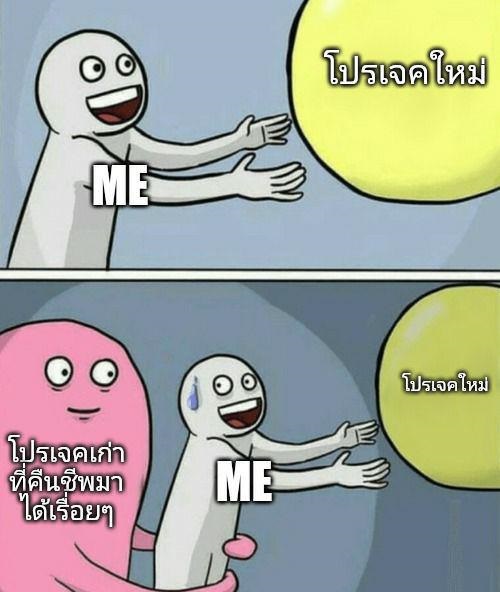 โปรเจคใหม่
ME
โปรเจคใหม่
โปรเจคเก่า
ที่คืนชีพมา
ได้เรื่อยๆ
ME